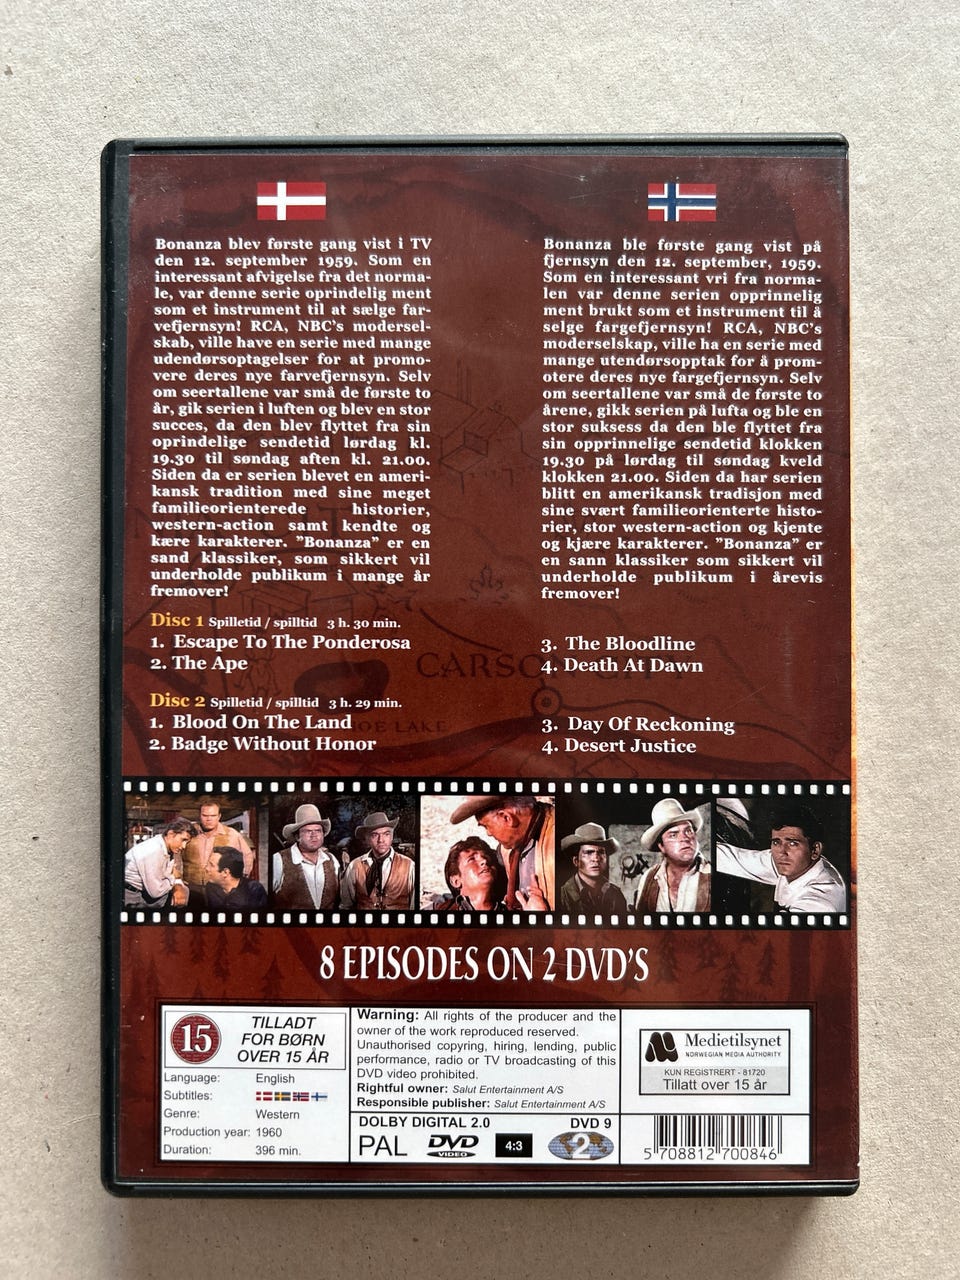 Bonanza blev første gang vist i TV
den 12. september 1959. Som en
interessant afvigelse fra det norma-
le, var denne serie oprindelig ment
som et instrument til at sælge far-
vefjernsyn! RCA, NBC's moderssel-
skab, ville have en serie med mange
udendørsoptagelser for at promo-
vere deres nye farvefjernsyn. Selv
om seertallene var små de første to
år, gik serien i luften og blev en stor
succes, da den blev flyttet fra sin
oprindelige sendetid lørdag kl.
19.30 til søndag aften kl. 21.00.
Siden da er serien blevet en ameri-
kansk tradition med sine meget
familieorienterede historier,
western-action samt kendte og
kære karakterer. "Bonanza" er en
sand klassiker, som sikkert vil
underholde publikum i mange år
fremover!
Bonanza ble første gang vist på
fjernsyn den 12. september, 1959.
Som en interessant vri fra norma-
len var denne serien opprinnelig
ment brukt som et instrument til å
selge fargefjernsyn! RCA, NBC's
moderselskap, ville ha en serie med
mange utendørsopptak for å prom-
otere deres nye fargefjernsyn. Selv
om seertallene var små de første to
årene, gikk serien på lufta og ble en
stor suksess da den ble flyttet fra
sin opprinnelige sendetid klokken
19.30 på lørdag til søndag kveld
klokken 21.00. Siden da har serien
blitt en amerikansk tradisjon med
sine svært familieorienterte histo-
rier, stor western-action og kjente
og kjære karakterer. "Bonanza" er
en sann klassiker som sikkert vil
underholde publikum i årevis
fremover!
Disc 1 Spilletid / spilltid 3 h. 30 min.
1. Escape To The Ponderosa
2. The Ape
3. The Bloodline
4. Death At Dawn
CARSON CITY
Disc 2 Spilletid / spilltid 3 h. 29 min.
1. Blood On The Land
2. Badge Without Honor
3. Day Of Reckoning
4. Desert Justice
LAKE
8 EPISODES ON 2 DVD'S
15
TILLADT
FOR BØRN
OVER 15 ÅR
Language: English
Subtitles:
Genre: Western
Production year: 1960
Duration: 396 min.
Warning: All rights of the producer and the
owner of the work reproduced reserved.
Unauthorised copyring, hiring, lending, public
performance, radio or TV broadcasting of this
DVD video prohibited.
Rightful owner: Salut Entertainment A/S
Responsible publisher: Salut Entertainment A/S
DOLBY DIGITAL 2.0
DVD 9
PAL
DVD
VIDEO
4:3
2
Medietilsynet
NORWEGIAN MEDIA AUTHORITY
KUN REGISTRERT - 81720
Tillatt over 15 år
5 708812 700846